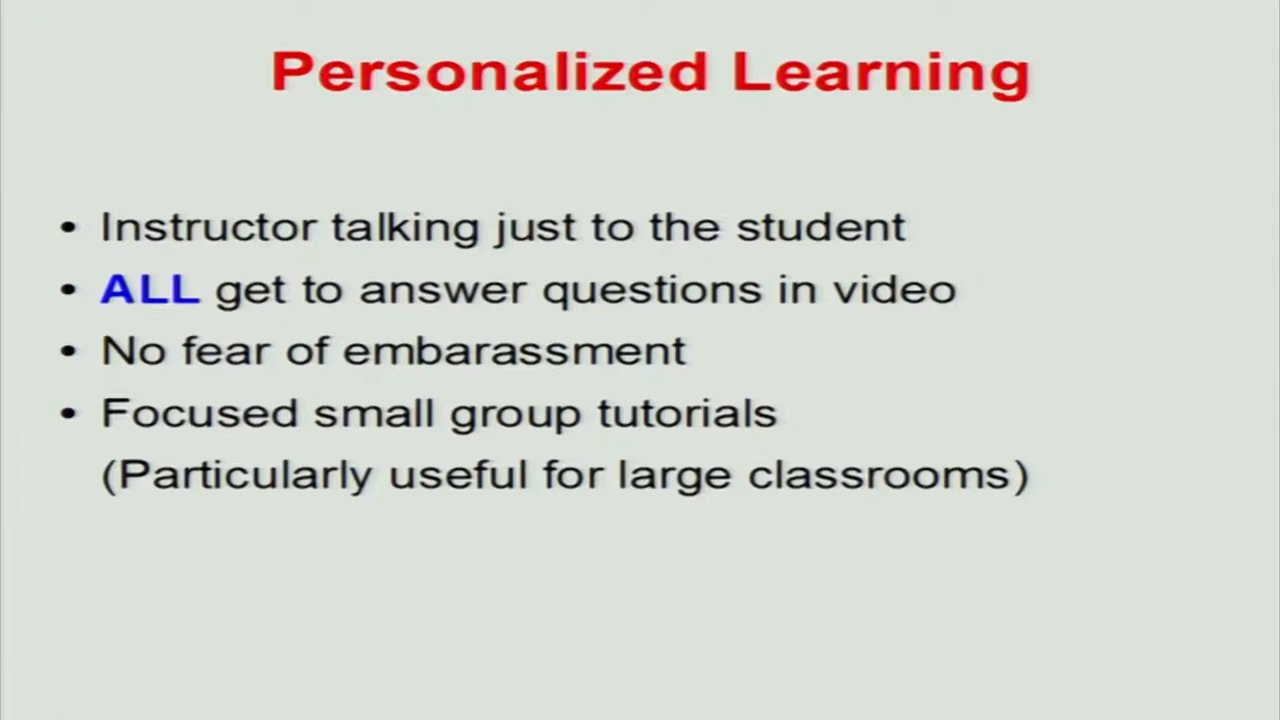 Personalized Learning
• Instructor talking just to the student
• ALL get to answer questions in video
• No fear of embarassment
• Focused small group tutorials
(Particularly useful for large classrooms)